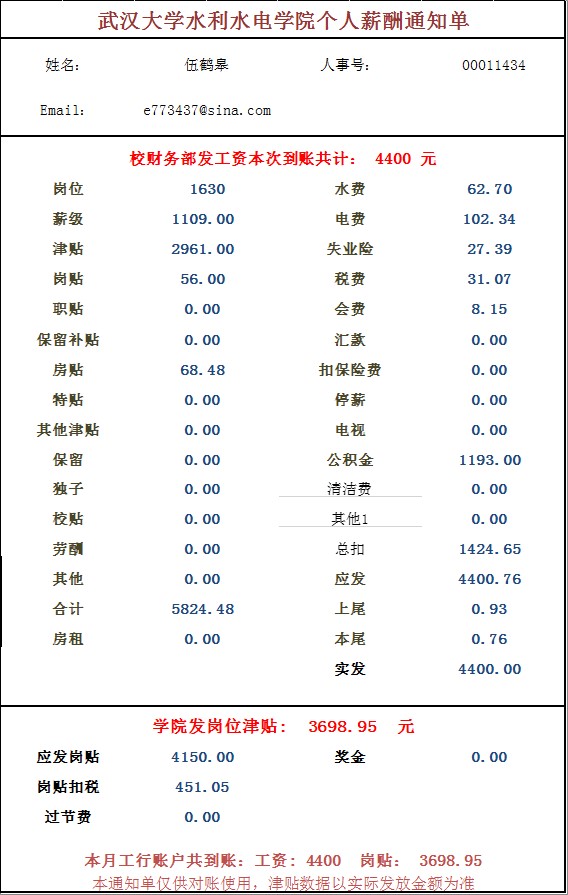 武汉大学水利水电学院个人薪酬通知单
姓名： 伍鹤皋 人事号： 00011434
Email： e773437@sina.com
校财务部发工资本次到账共计： 4400 元
岗位 1630 水费 62.70
薪级 1109.00 电费 102.34
津贴 2961.00 失业险 27.39
岗贴 56.00 税费 31.07
职贴 0.00 会费 8.15
保留补贴 0.00 汇款 0.00
房贴 68.48 扣保险费 0.00
特贴 0.00 停薪 0.00
其他津贴 0.00 电视 0.00
保留 0.00 公积金 1193.00
独子 0.00 清洁费 0.00
校贴 0.00 其他1 0.00
劳酬 0.00 总扣 1424.65
其他 0.00 应发 4400.76
合计 5824.48 上尾 0.93
房租 0.00 本尾 0.76
实发 4400.00
学院发岗位津贴： 3698.95 元
应发岗贴 4150.00 奖金 0.00
岗贴扣税 451.05
过节费 0.00
本月工行账户共到账：工资：4400 岗贴： 3698.95
本通知单仅供对账使用，津贴数据以实际发放金额为准